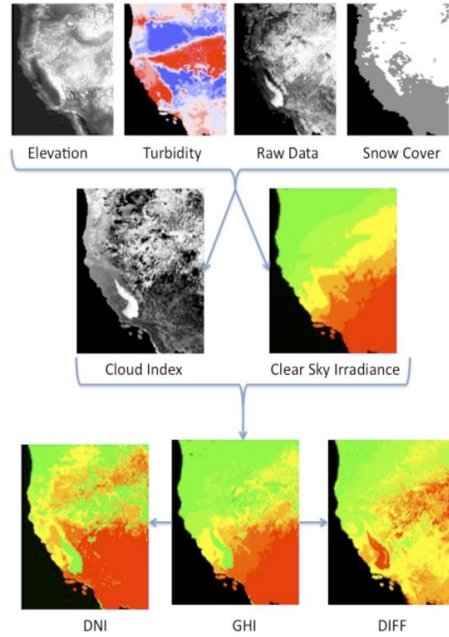 Elevation Turbidity Raw Data Snow Cover
Cloud Index Clear Sky Irradiance
DNI GHI DIFF